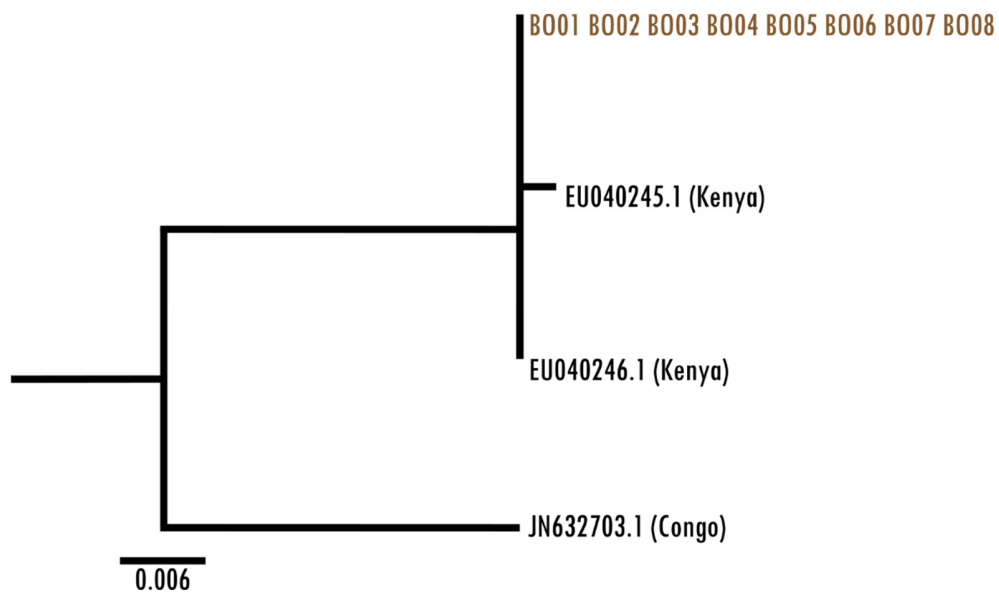 BO01 BO02 BO03 BO04 BO05 BO06 BO07 BO08
EU040245.1 (Kenya)
EU040246.1 (Kenya)
JN632703.1 (Congo)
0.006